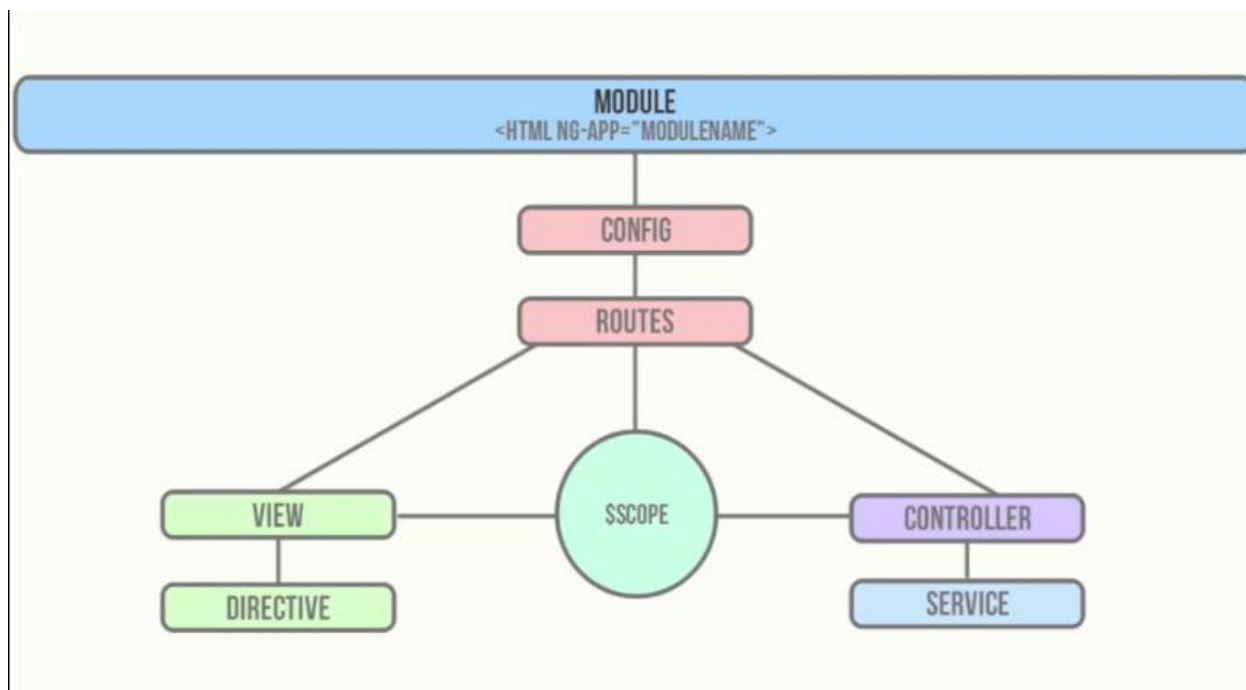 MODULE
<HTML NG-APP="MODULENAME">
CONFIG
ROUTES
VIEW
$SCOPE
CONTROLLER
DIRECTIVE
SERVICE